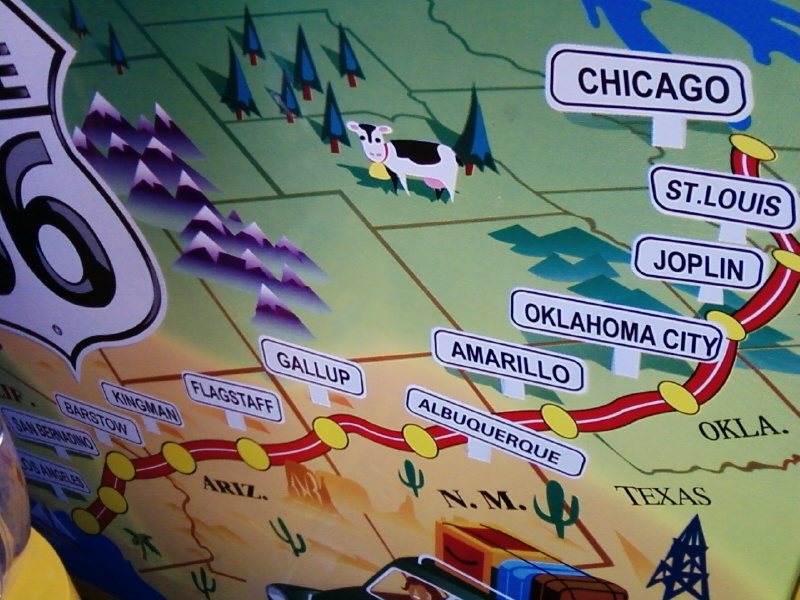 E
66
CHICAGO
ST.LOUIS
JOPLIN
OKLAHOMA CITY
AMARILLO
ALBUQUERQUE
GALLUP
FLAGSTAFF
KINGMAN
BARSTOW
SAN BERNADINO
LOS ANGELES
IF.
ARIZ.
N. M.
TEXAS
OKLA.